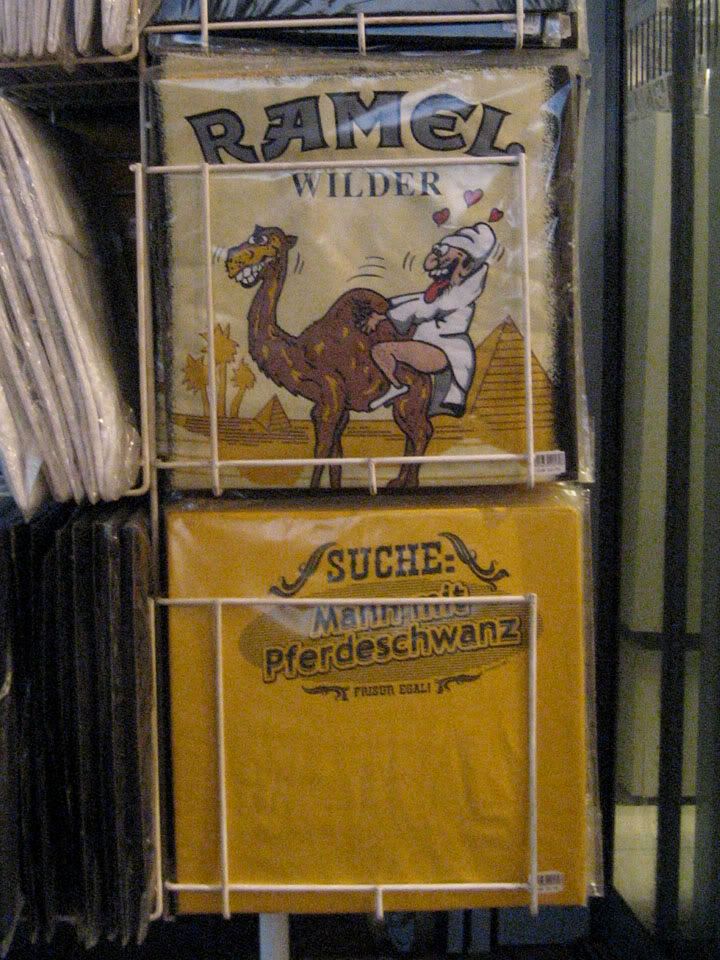 RAMEL
WILDER
SUCHE:
Mann mit
Pferdeschwanz
FRISUR EGAL!